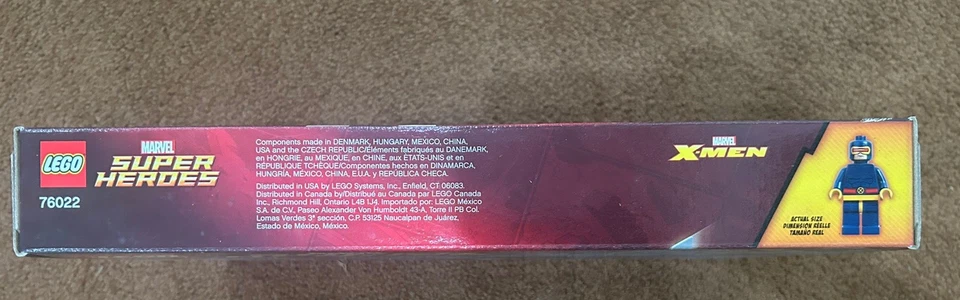 LEGO
MARVEL
SUPER
HEROES
76022
Components made in DENMARK, HUNGARY, MEXICO, CHINA,
USA and the CZECH REPUBLIC/Éléments fabriqués au DANEMARK,
en HONGRIE, au MEXIQUE, en CHINE, aux ÉTATS-UNIS et en
RÉPUBLIQUE TCHÈQUE/Componentes hechos en DINAMARCA,
HUNGRÍA, MÉXICO, CHINA, E.U.A. y REPÚBLICA CHECA.
Distributed in USA by LEGO Systems, Inc., Enfield, CT. 06083.
Distributed in Canada by/Distribué au Canada par LEGO Canada
Inc., Richmond Hill, Ontario L4B 1J4. Importado por: LEGO México
S.A. de C.V., Paseo Alexander Von Humboldt 43-A, Torre II PB Col.
Lomas Verdes 3ª sección, C.P. 53125 Naucalpan de Juárez,
Estado de México, México.
MARVEL
X-MEN
ACTUAL SIZE
DIMENSION RÉELLE
TAMAÑO REAL